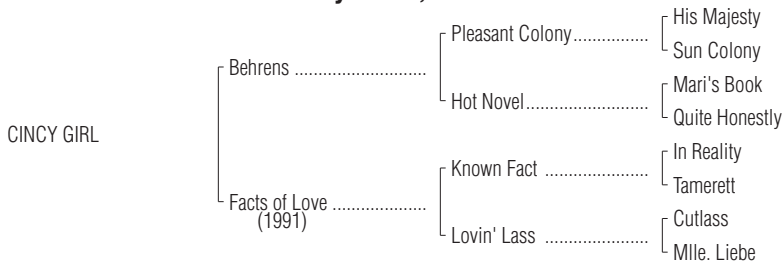 His Majesty
Pleasant Colony................
Sun Colony
Behrens ............................
Mari's Book
Hot Novel..........................
Quite Honestly
CINCY GIRL
In Reality
Known Fact ......................
Tamerett
Facts of Love ....................
(1991)
Cutlass
Lovin' Lass ......................
Mlle. Liebe